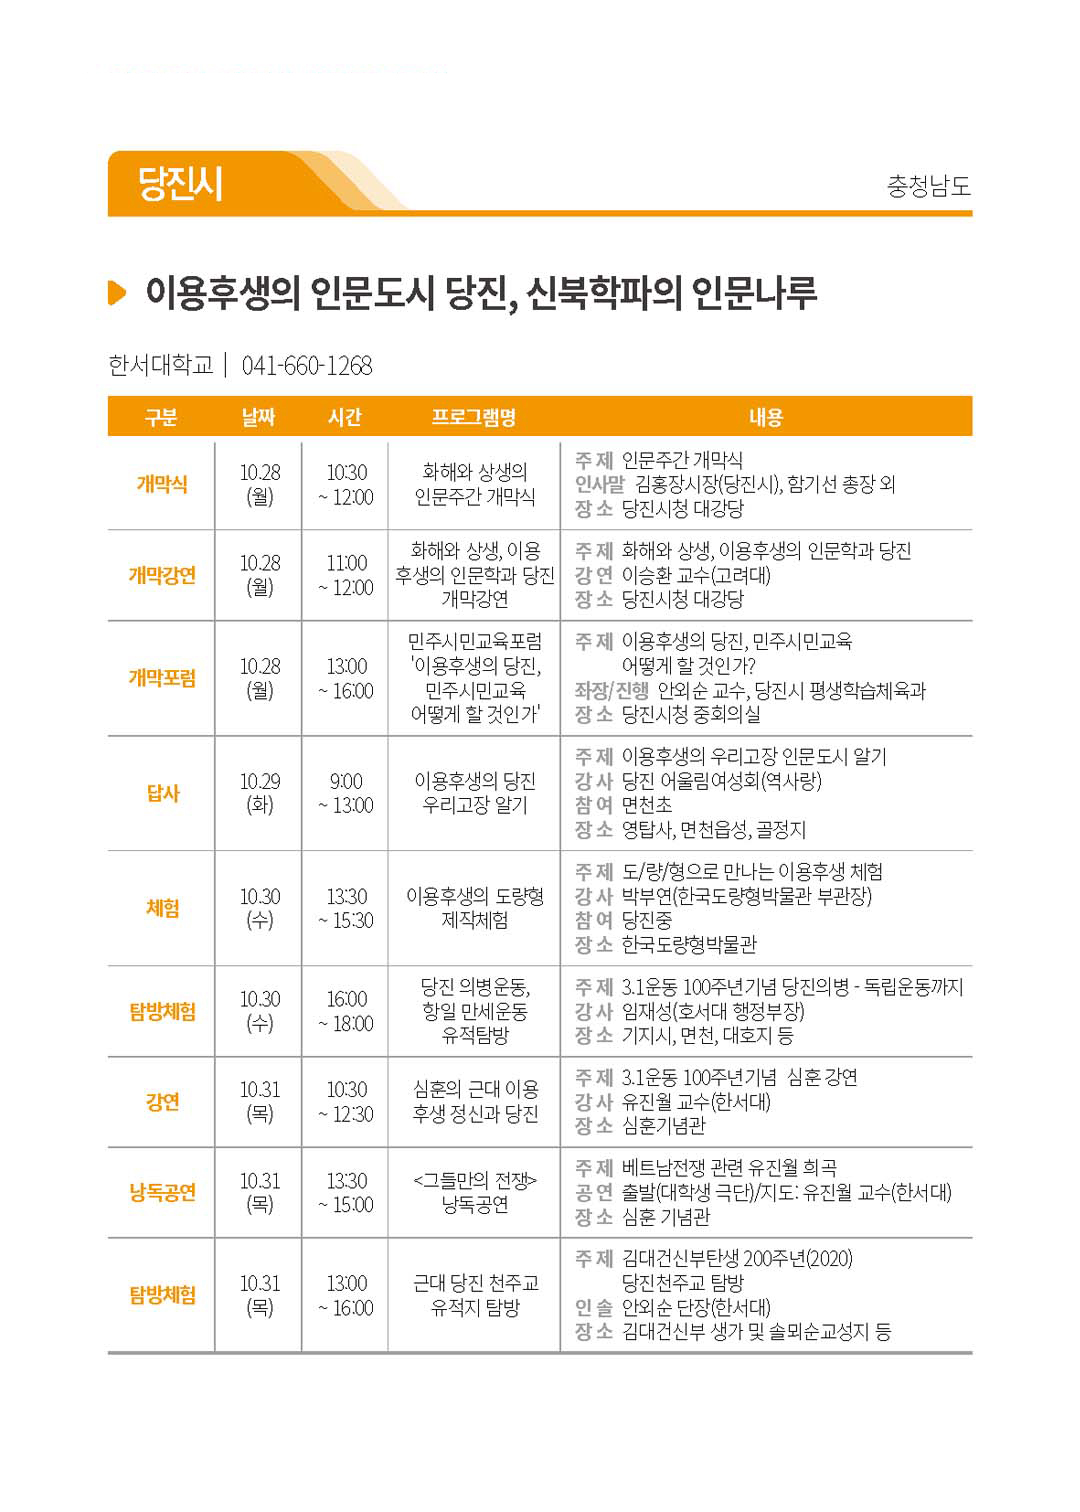 당진시
충청남도
이용후생의 인문도시 당진, 신북학파의 인문나루
한서대학교 | 041-660-1268
구분 날짜 시간 프로그램명 내용
개막식
10.28
(월)
10:30
~ 12:00
화해와 상생의
인문주간 개막식
주 제 인문주간 개막식
인사말 김홍장시장(당진시), 함기선 총장 외
장 소 당진시청 대강당
개막강연
10.28
(월)
11:00
~ 12:00
화해와 상생, 이용
후생의 인문학과 당진
개막강연
주 제 화해와 상생, 이용후생의 인문학과 당진
강 연 이승환 교수(고려대)
장 소 당진시청 대강당
개막포럼
10.28
(월)
13:00
~ 16:00
민주시민교육포럼
'이용후생의 당진,
민주시민교육
어떻게 할 것인가'
주 제 이용후생의 당진, 민주시민교육
어떻게 할 것인가?
좌장/진행 안외순 교수, 당진시 평생학습체육과
장 소 당진시청 중회의실
답사
10.29
(화)
9:00
~ 13:00
이용후생의 당진
우리고장 알기
주 제 이용후생의 우리고장 인문도시 알기
강 사 당진 어울림여성회(역사랑)
참 여 면천초
장 소 영탑사, 면천읍성, 골정지
체험
10.30
(수)
13:30
~ 15:30
이용후생의 도량형
제작체험
주 제 도/량/형으로 만나는 이용후생 체험
강 사 박부연(한국도량형박물관 부관장)
참 여 당진중
장 소 한국도량형박물관
탐방체험
10.30
(수)
16:00
~ 18:00
당진 의병운동,
항일 만세운동
유적탐방
주 제 3.1운동 100주년기념 당진의병 - 독립운동까지
강 사 임재성(호서대 행정부장)
장 소 기지시, 면천, 대호지 등
강연
10.31
(목)
10:30
~ 12:30
심훈의 근대 이용
후생 정신과 당진
주 제 3.1운동 100주년기념 심훈 강연
강 사 유진월 교수(한서대)
장 소 심훈기념관
낭독공연
10.31
(목)
13:30
~ 15:00
<그들만의 전쟁>
낭독공연
주 제 베트남전쟁 관련 유진월 희곡
공 연 출발(대학생 극단)/지도: 유진월 교수(한서대)
장 소 심훈 기념관
탐방체험
10.31
(목)
13:00
~ 16:00
근대 당진 천주교
유적지 탐방
주 제 김대건신부탄생 200주년(2020)
당진천주교 탐방
인 솔 안외순 단장(한서대)
장 소 김대건신부 생가 및 솔뫼순교성지 등